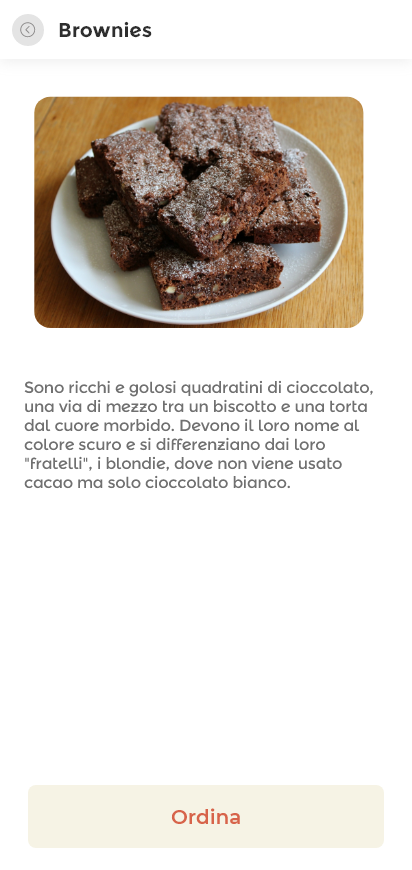 Brownies
Sono ricchi e golosi quadratini di cioccolato,
una via di mezzo tra un biscotto e una torta
dal cuore morbido. Devono il loro nome al
colore scuro e si differenziano dai loro
"fratelli", i blondie, dove non viene usato
cacao ma solo cioccolato bianco.
Ordina